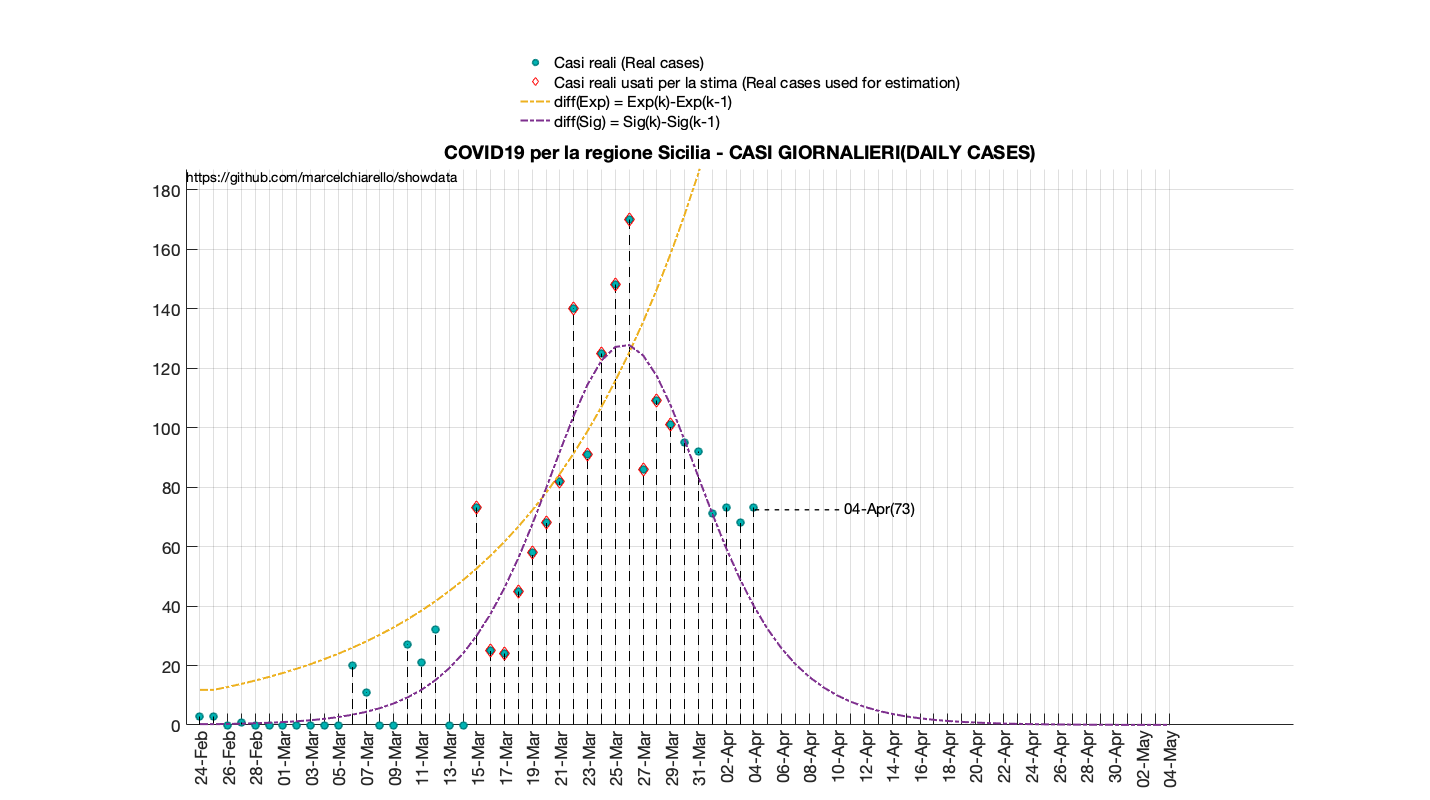 Casi reali (Real cases)
Casi reali usati per la stima (Real cases used for estimation)
diff(Exp) = Exp(k)-Exp(k-1)
diff(Sig) = Sig(k)-Sig(k-1)
COVID19 per la regione Sicilia - CASI GIORNALIERI(DAILY CASES)
https://github.com/marcelchiarello/showdata
180
160
140
120
100
80
60
40
20
0
04-Apr(73)
24-Feb
26-Feb
28-Feb
01-Mar
03-Mar
05-Mar
07-Mar
09-Mar
11-Mar
13-Mar
15-Mar
17-Mar
19-Mar
21-Mar
23-Mar
25-Mar
27-Mar
29-Mar
31-Mar
02-Apr
04-Apr
06-Apr
08-Apr
10-Apr
12-Apr
14-Apr
16-Apr
18-Apr
20-Apr
22-Apr
24-Apr
26-Apr
28-Apr
30-Apr
02-May
04-May